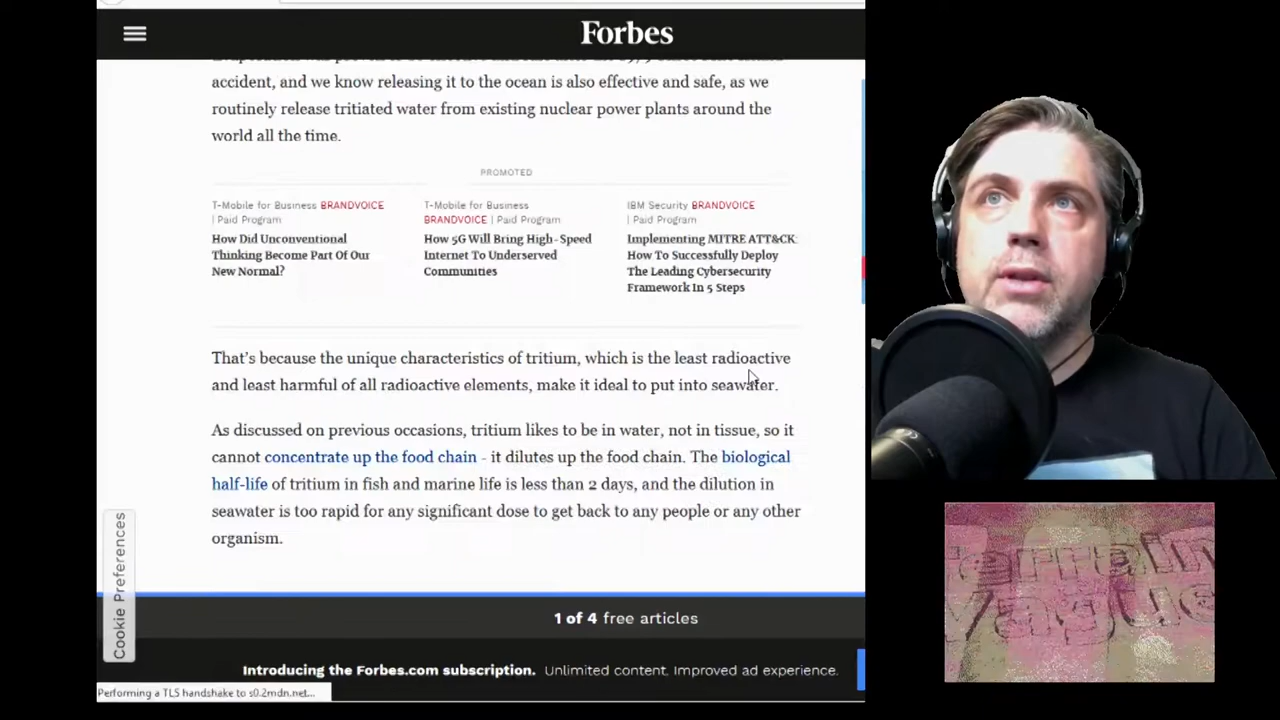 Forbes
accident, and we know releasing it to the ocean is also effective and safe, as we
routinely release tritiated water from existing nuclear power plants around the
world all the time.
PROMOTED
T-Mobile for Business BRANDVOICE
| Paid Program
How Did Unconventional
Thinking Become Part Of Our
New Normal?
T-Mobile for Business
BRANDVOICE | Paid Program
How 5G Will Bring High-Speed
Internet To Underserved
Communities
IBM Security BRANDVOICE
| Paid Program
Implementing MITRE ATT&CK:
How To Successfully Deploy
The Leading Cybersecurity
Framework In 5 Steps
That's because the unique characteristics of tritium, which is the least radioactive
and least harmful of all radioactive elements, make it ideal to put into seawater.
As discussed on previous occasions, tritium likes to be in water, not in tissue, so it
cannot concentrate up the food chain - it dilutes up the food chain. The biological
half-life of tritium in fish and marine life is less than 2 days, and the dilution in
seawater is too rapid for any significant dose to get back to any people or any other
organism.
Cookie Preferences
1 of 4 free articles
Introducing the Forbes.com subscription. Unlimited content. Improved ad experience.
Performing a TLS handshake to s0.2mdn.net...